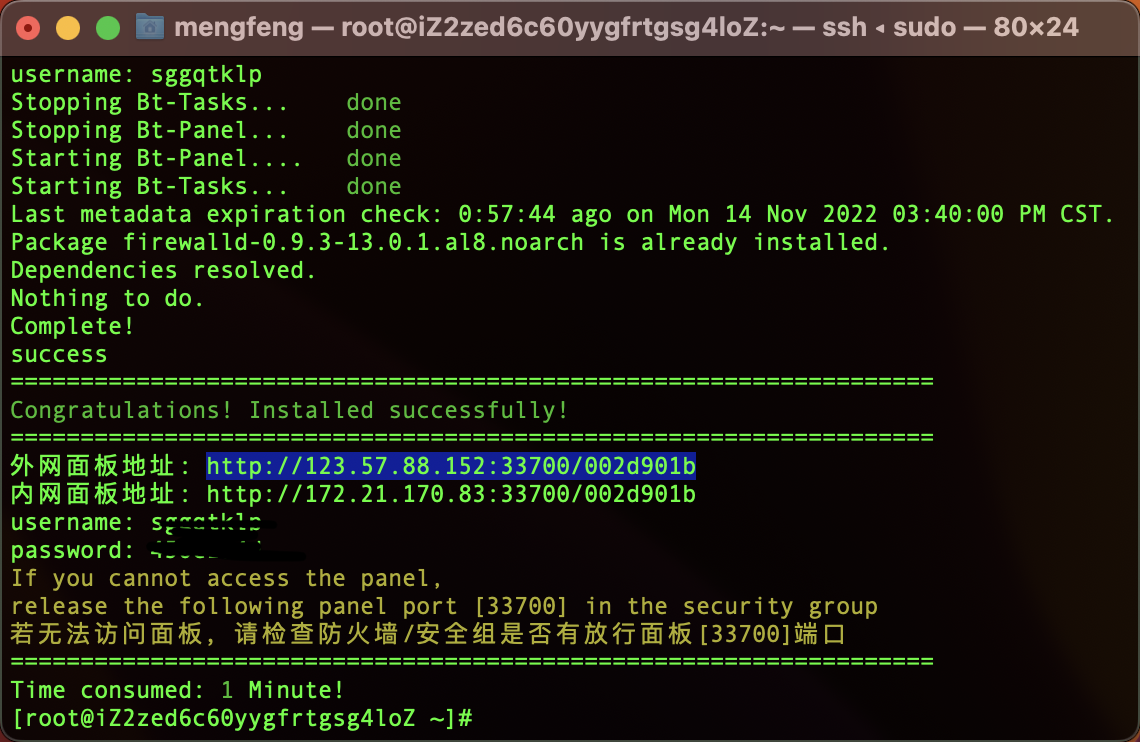 mengfeng — root@iZ2zed6c60yygfrtgsg4loZ:~ — ssh ◂ sudo — 80×24
username: sggqtklp
Stopping Bt-Tasks... done
Stopping Bt-Panel... done
Starting Bt-Panel.... done
Starting Bt-Tasks... done
Last metadata expiration check: 0:57:44 ago on Mon 14 Nov 2022 03:40:00 PM CST.
Package firewalld-0.9.3-13.0.1.al8.noarch is already installed.
Dependencies resolved.
Nothing to do.
Complete!
success
==================================================================
Congratulations! Installed successfully!
==================================================================
外网面板地址: http://123.57.88.152:33700/002d901b
内网面板地址: http://172.21.170.83:33700/002d901b
username:
password:
If you cannot access the panel,
release the following panel port [33700] in the security group
若无法访问面板，请检查防火墙/安全组是否有放行面板[33700]端口
==================================================================
Time consumed: 1 Minute!
[root@iZ2zed6c60yygfrtgsg4loZ ~]#